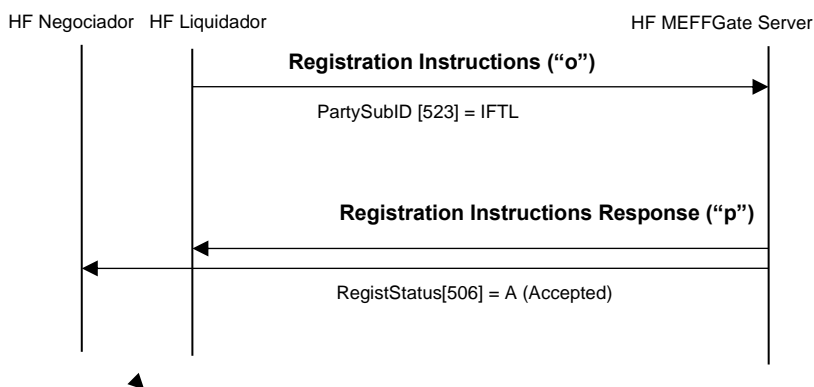 HF Negociador HF Liquidador HF MEFFGate Server
Registration Instructions (“o”)
PartySubID [523] = IFTL
Registration Instructions Response (“p”)
RegistStatus[506] = A (Accepted)